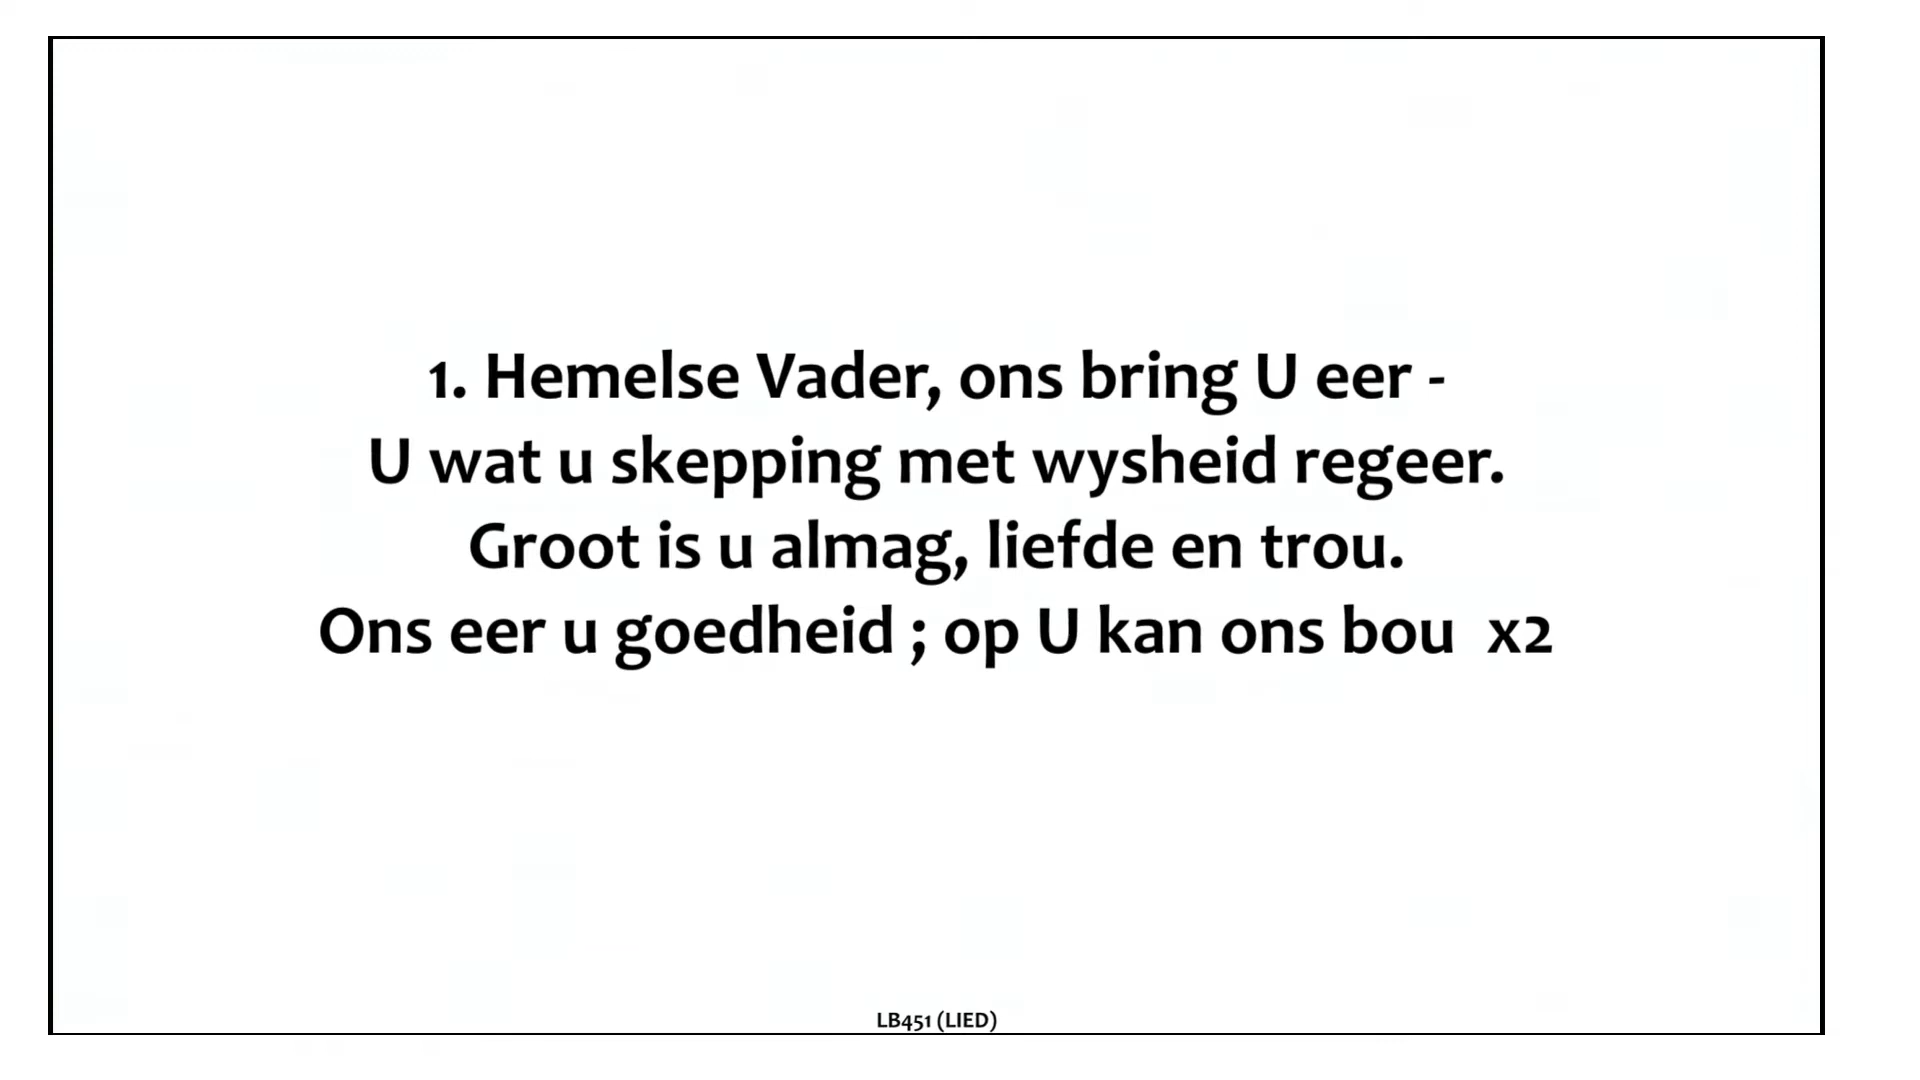 1. Hemelse Vader, ons bring U eer -
U wat u skepping met wysheid regeer.
Groot is u almag, liefde en trou.
Ons eer u goedheid ; op U kan ons bou  x2
LB451 (LIED)